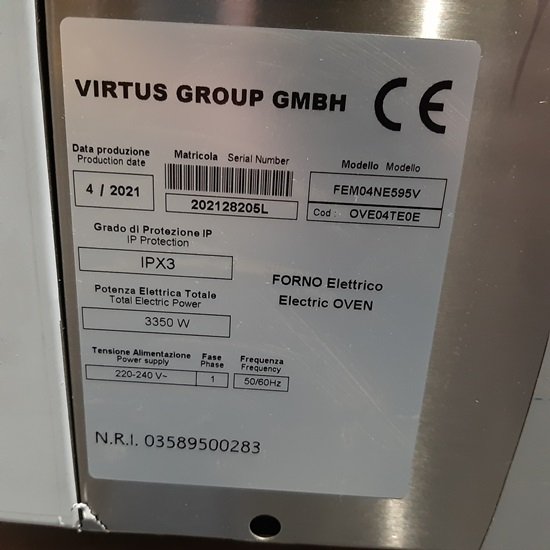 VIRTUS GROUP GMBH CE
Data produzione
Production date
4 / 2021
Matricola Serial Number
202128205L
Modello Modello
FEM04NE595V
Cod : OVE04TE0E
Grado di Protezione IP
IP Protection
IPX3
FORNO Elettrico
Electric OVEN
Potenza Elettrica Totale
Total Electric Power
3350 W
Tensione Alimentazione
Power supply
220-240 V~
Fase
Phase
1
Frequenza
Frequency
50/60Hz
N.R.I. 03589500283